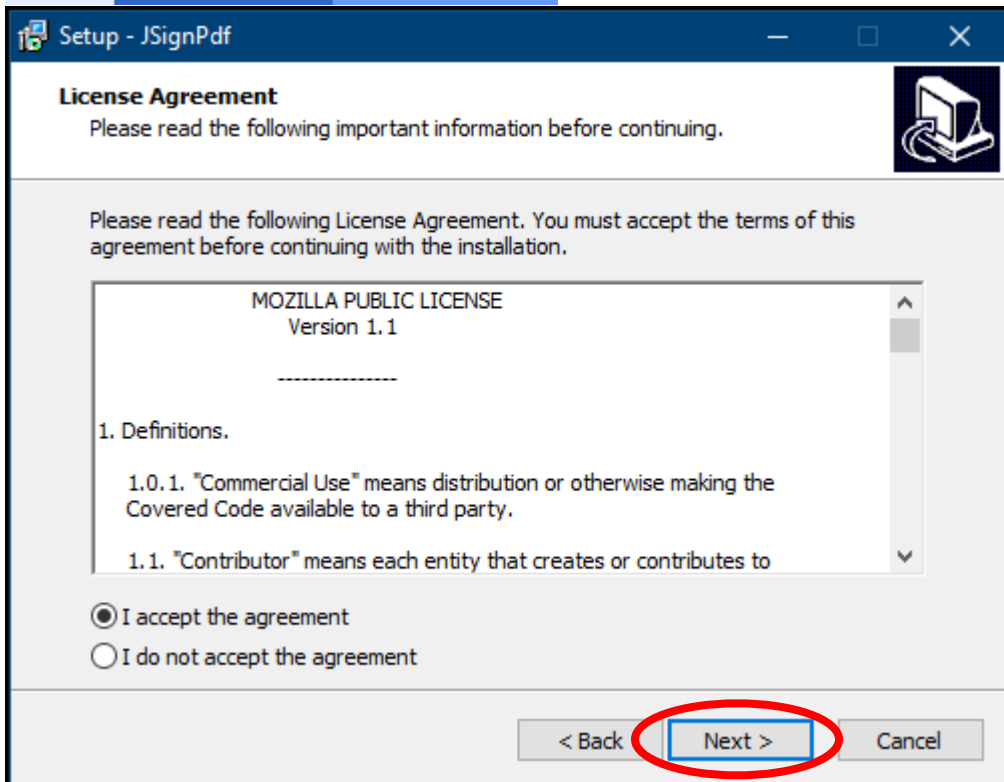 Setup - JSignPdf
License Agreement
Please read the following important information before continuing.
Please read the following License Agreement. You must accept the terms of this
agreement before continuing with the installation.
MOZILLA PUBLIC LICENSE
Version 1.1
---------------
1. Definitions.
1.0.1. "Commercial Use" means distribution or otherwise making the
Covered Code available to a third party.
1.1. "Contributor" means each entity that creates or contributes to
I accept the agreement
I do not accept the agreement
< Back Next > Cancel